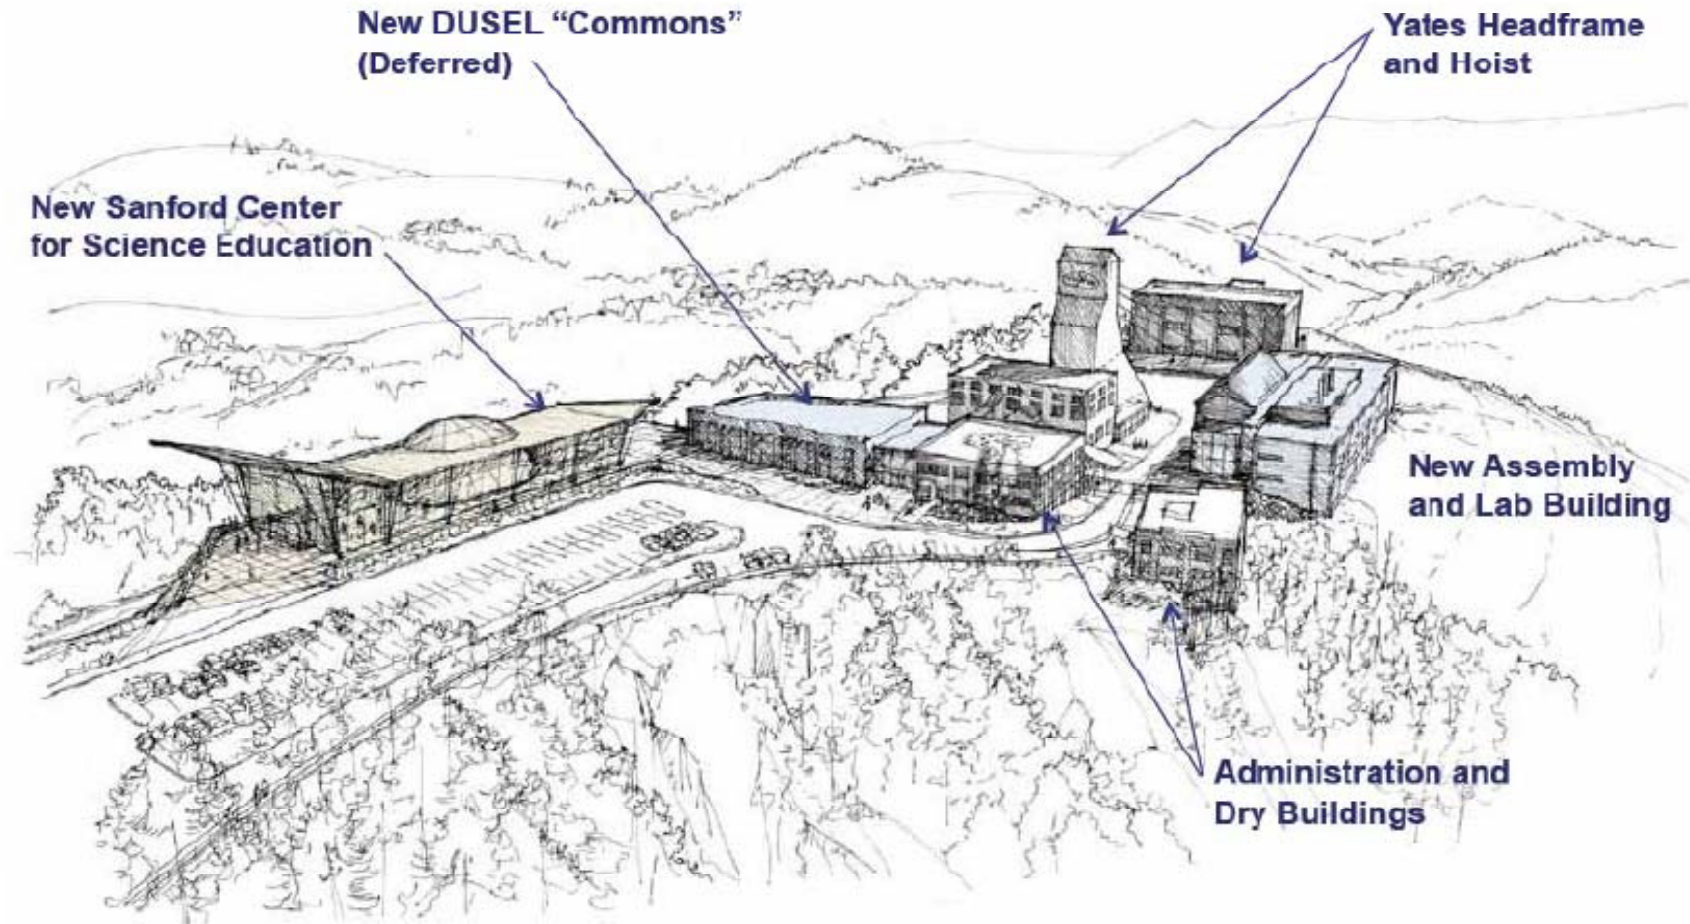 New DUSEL “Commons”
(Deferred)
Yates Headframe
and Hoist
New Sanford Center
for Science Education
New Assembly
and Lab Building
Administration and
Dry Buildings